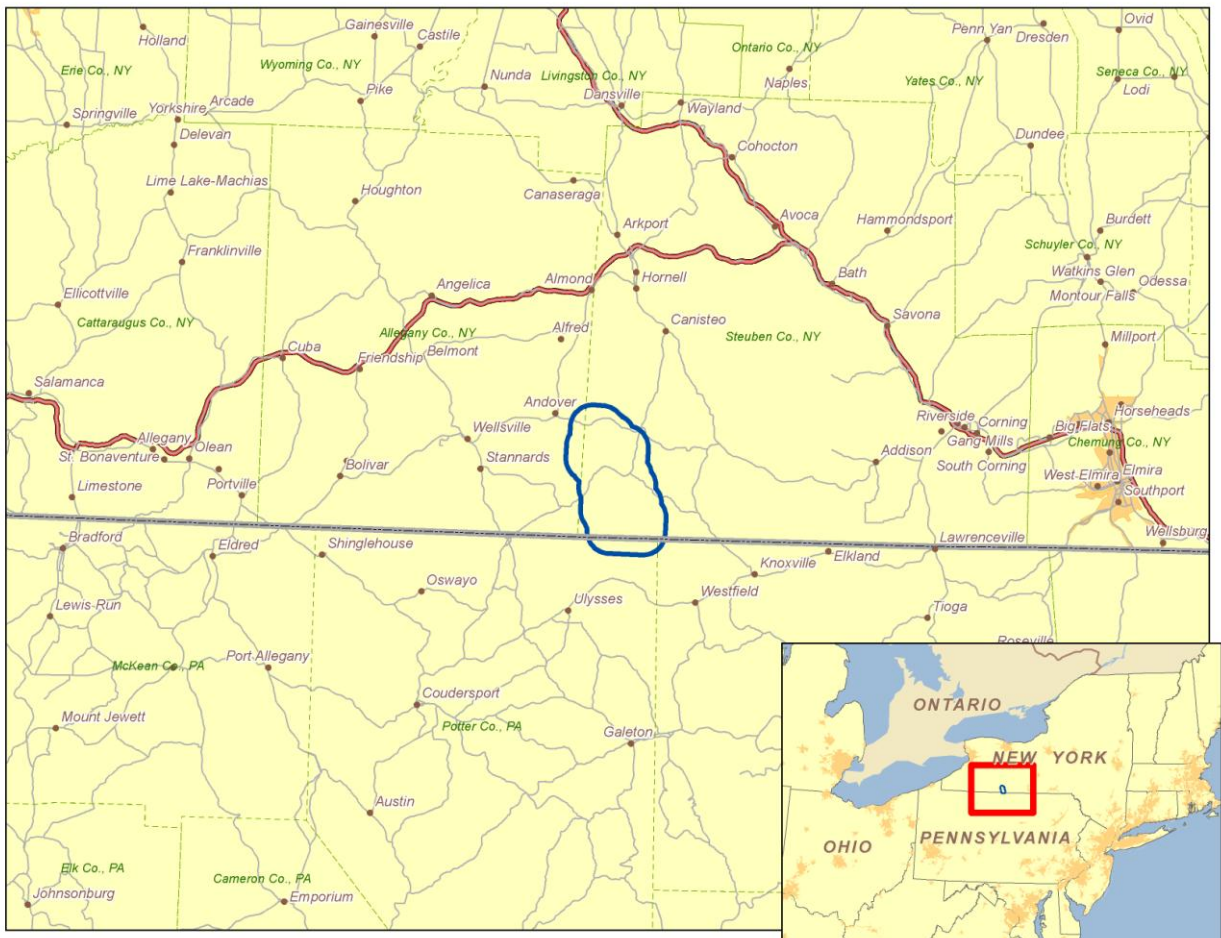 Holland
Gainesville
Castile
Erie Co., NY
Wyoming Co., NY
Nunda
Livingston Co., NY
Ontario Co., NY
Naples
Penn Yan
Dresden
Ovid
Yates Co., NY
Seneca Co., NY
Lodi
Springville
Yorkshire
Arcade
Pike
Dansville
Wayland
Delevan
Cohocton
Dundee
Lime Lake-Machias
Houghton
Canaseraga
Arkport
Avoca
Hammondsport
Burdett
Franklinville
Schuyler Co., NY
Hornell
Watkins Glen
Odessa
Ellicottville
Angelica
Almond
Bath
Montour Falls
Cattaraugus Co., NY
Allegany Co., NY
Alfred
Canisteo
Steuben Co., NY
Savona
Millport
Cuba
Friendship
Belmont
Salamanca
Andover
Horseheads
Riverside
Corning
Big Flats
Allegany
Olean
Wellsville
Gang Mills
Chemung Co., NY
St. Bonaventure
Stannards
Addison
South Corning
West Elmira
Elmira
Limestone
Portville
Bolivar
Southport
Bradford
Eldred
Shinglehouse
Wellsburg
Lawrenceville
Knoxville
Elkland
Oswayo
Lewis Run
Ulysses
Westfield
Tioga
Roseville
McKean Co., PA
Port Allegany
Coudersport
Mount Jewett
Potter Co., PA
Galeton
Austin
Elk Co., PA
Cameron Co., PA
Johnsonburg
Emporium
ONTARIO
NEW YORK
PENNSYLVANIA
OHIO